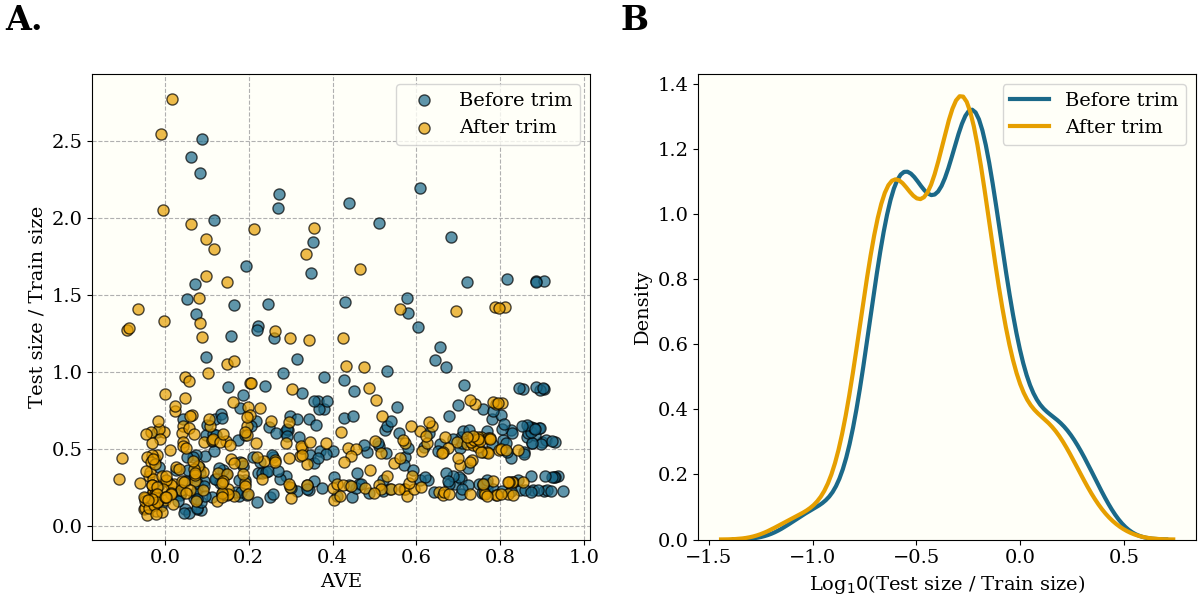 A.
B
Before trim
After trim
Test size / Train size
2.5
2.0
1.5
1.0
0.5
0.0
0.0 0.2 0.4 0.6 0.8 1.0
AVE
Before trim
After trim
Density
1.4
1.2
1.0
0.8
0.6
0.4
0.2
0.0
−1.5 −1.0 −0.5 0.0 0.5
Log₁0(Test size / Train size)